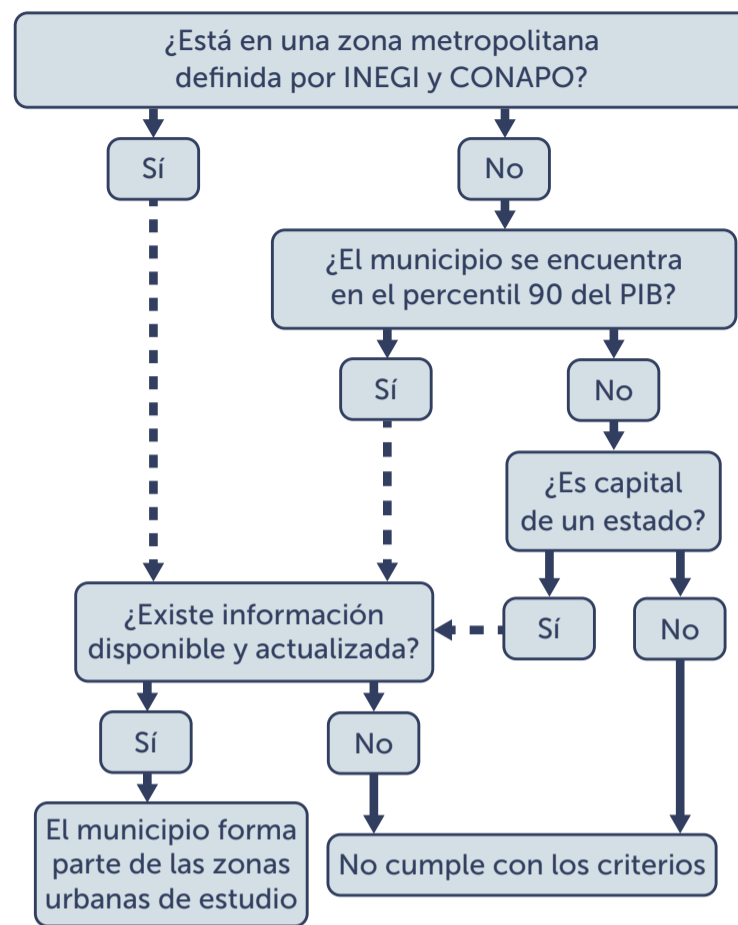 ¿Está en una zona metropolitana
definida por INEGI y CONAPO?
Sí
No
¿El municipio se encuentra
en el percentil 90 del PIB?
Sí
No
¿Es capital
de un estado?
Sí
No
¿Existe información
disponible y actualizada?
Sí
No
El municipio forma
parte de las zonas
urbanas de estudio
No cumple con los criterios